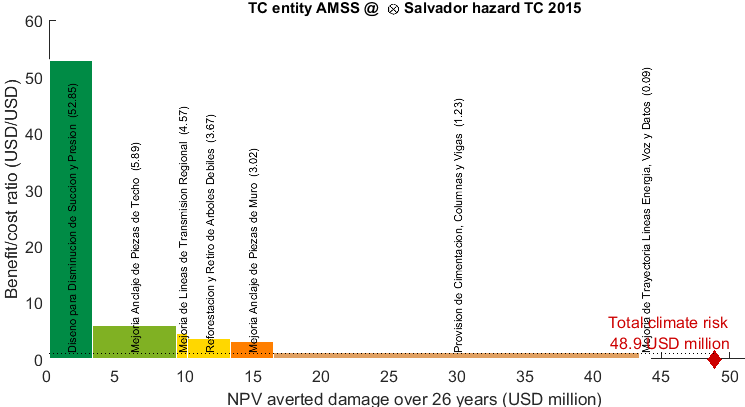 TC entity AMSS @ ⊗ Salvador hazard TC 2015
Benefit/cost ratio (USD/USD)
60
50
40
30
20
10
0
Diseno para Disminucion de Succion y Presion (52.85)
Mejoria Anclaje de Piezas de Techo (5.89)
Mejoria de Lineas de Transmision Regional (4.57)
Reforestacion y Retiro de Arboles Debiles (3.67)
Mejoria Anclaje de Piezas de Muro (3.02)
Provision de Cimentacion, Columnas y Vigas (1.23)
Mejoria de Trayectoria Lineas Energia, Voz y Datos (0.09)
Total climate risk
48.9 USD million
0 5 10 15 20 25 30 35 40 45 50
NPV averted damage over 26 years (USD million)